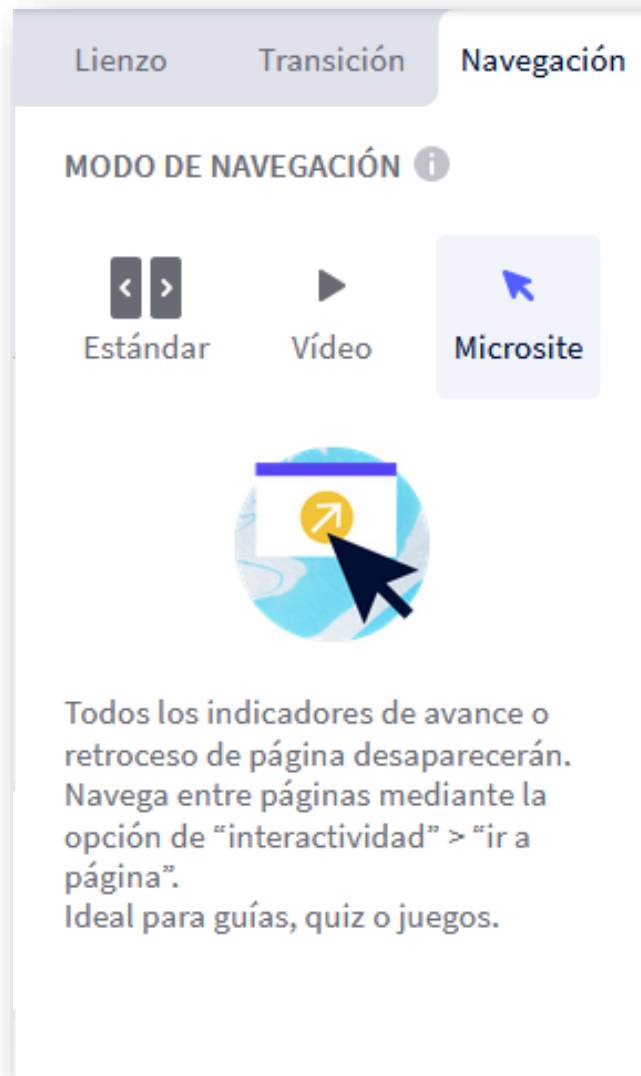 Lienzo Transición Navegación
MODO DE NAVEGACIÓN
Estándar Vídeo Microsite
Todos los indicadores de avance o
retroceso de página desaparecerán.
Navega entre páginas mediante la
opción de “interactividad” > “ir a
página”.
Ideal para guías, quiz o juegos.